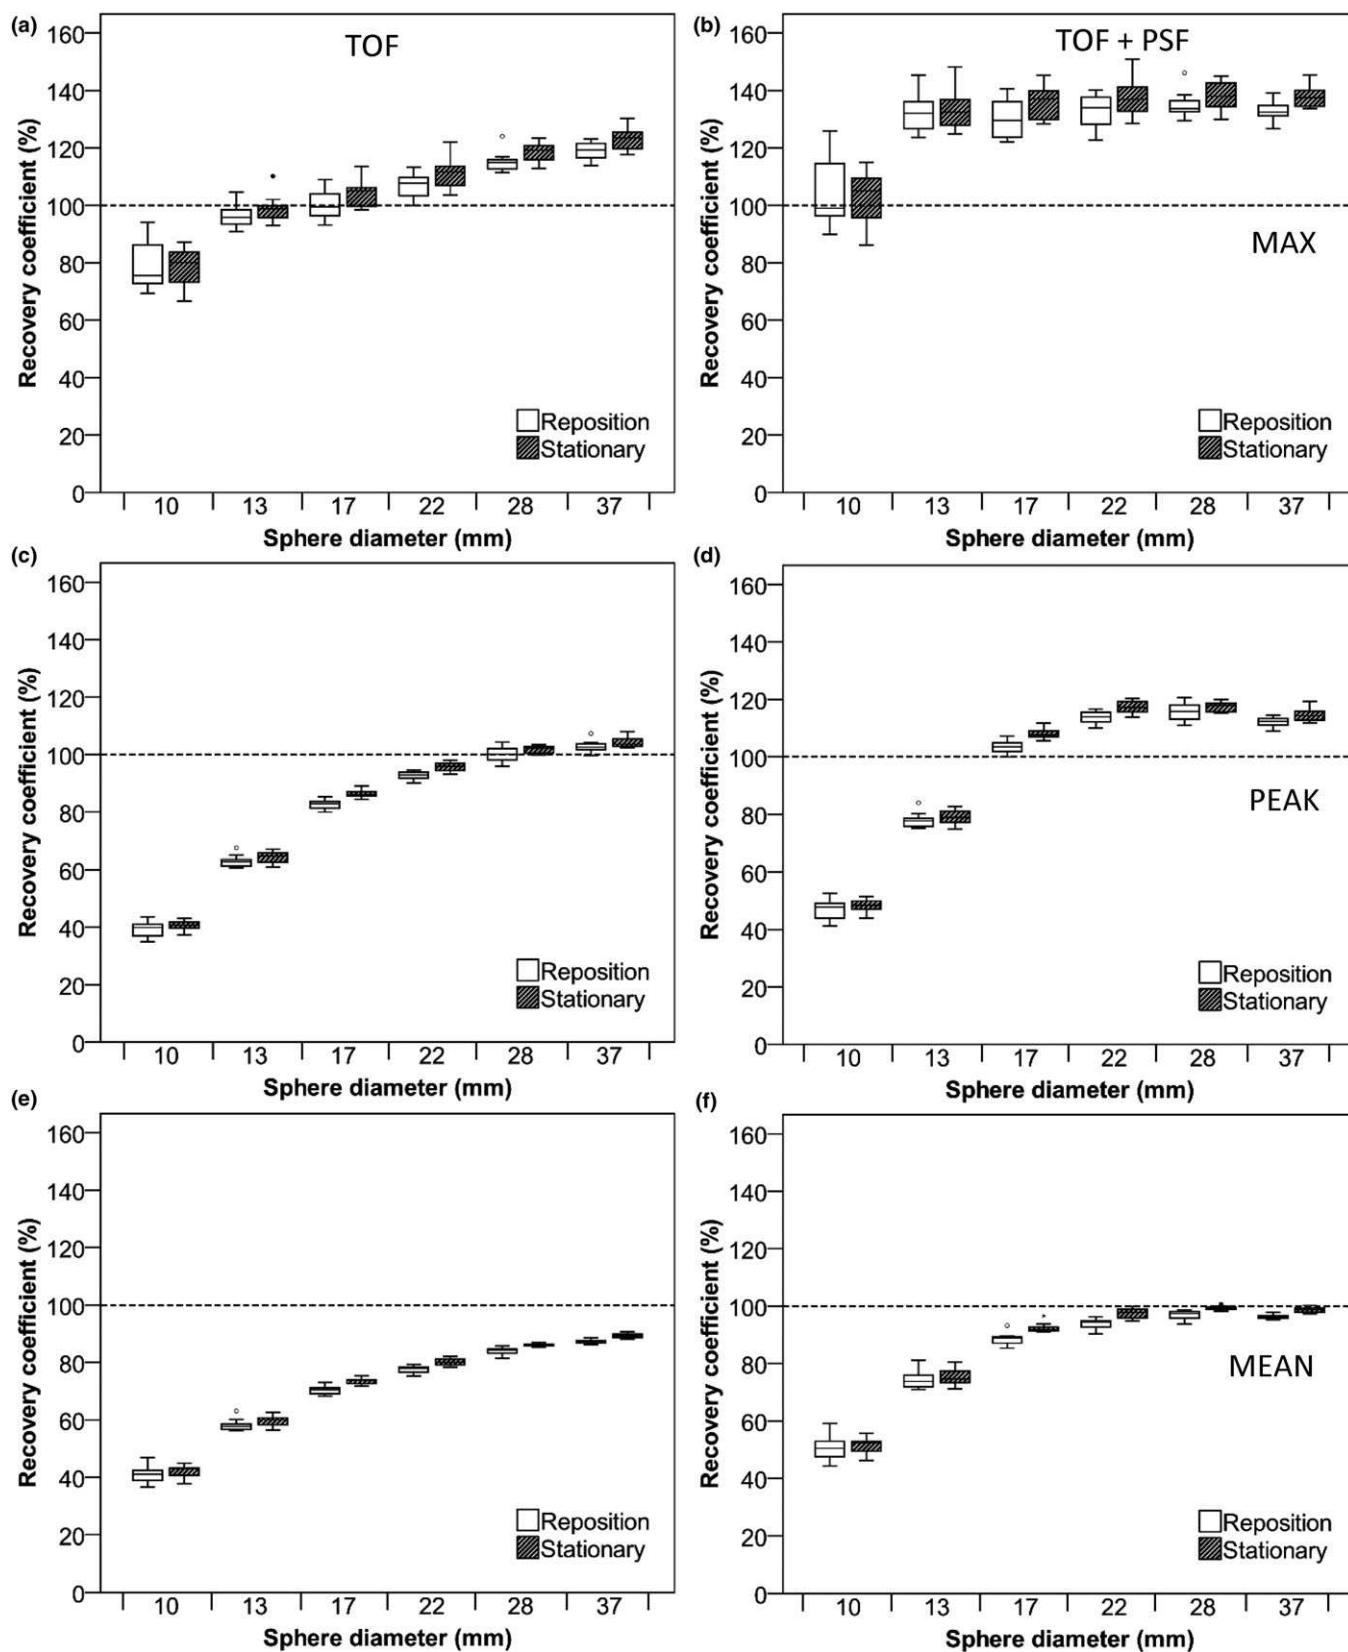 (a)
TOF
160
140
120
100
80
60
40
20
0
Recovery coefficient (%)
Reposition
Stationary
10 13 17 22 28 37
Sphere diameter (mm)
(b)
TOF + PSF
160
140
120
100
80
60
40
20
0
Recovery coefficient (%)
MAX
Reposition
Stationary
10 13 17 22 28 37
Sphere diameter (mm)
(c)
160
140
120
100
80
60
40
20
0
Recovery coefficient (%)
Reposition
Stationary
10 13 17 22 28 37
Sphere diameter (mm)
(d)
160
140
120
100
80
60
40
20
0
Recovery coefficient (%)
PEAK
Reposition
Stationary
10 13 17 22 28 37
Sphere diameter (mm)
(e)
160
140
120
100
80
60
40
20
0
Recovery coefficient (%)
Reposition
Stationary
10 13 17 22 28 37
Sphere diameter (mm)
(f)
160
140
120
100
80
60
40
20
0
Recovery coefficient (%)
MEAN
Reposition
Stationary
10 13 17 22 28 37
Sphere diameter (mm)